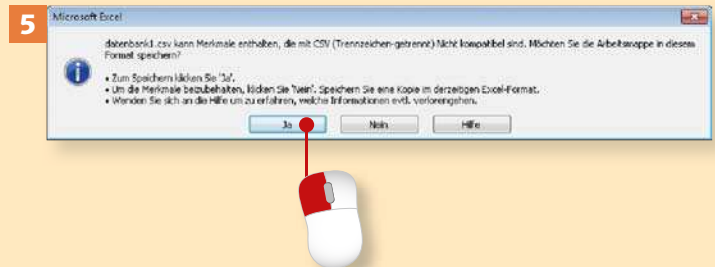 5
Microsoft Excel
datenbank1.csv kann Merkmale enthalten, die mit CSV (Trennzeichen-getrennt) Nicht kompatibel sind. Möchten Sie die Arbeitsmappe in diesem
Format speichern?
• Zum Speichern klicken Sie 'Ja'.
• Um die Merkmale beizubehalten, klicken Sie 'Nein'. Speichern Sie eine Kopie im derzeitigen Excel-Format.
• Wenden Sie sich an die Hilfe um zu erfahren, welche Informationen evtl. verlorengehen.
Ja Nein Hilfe